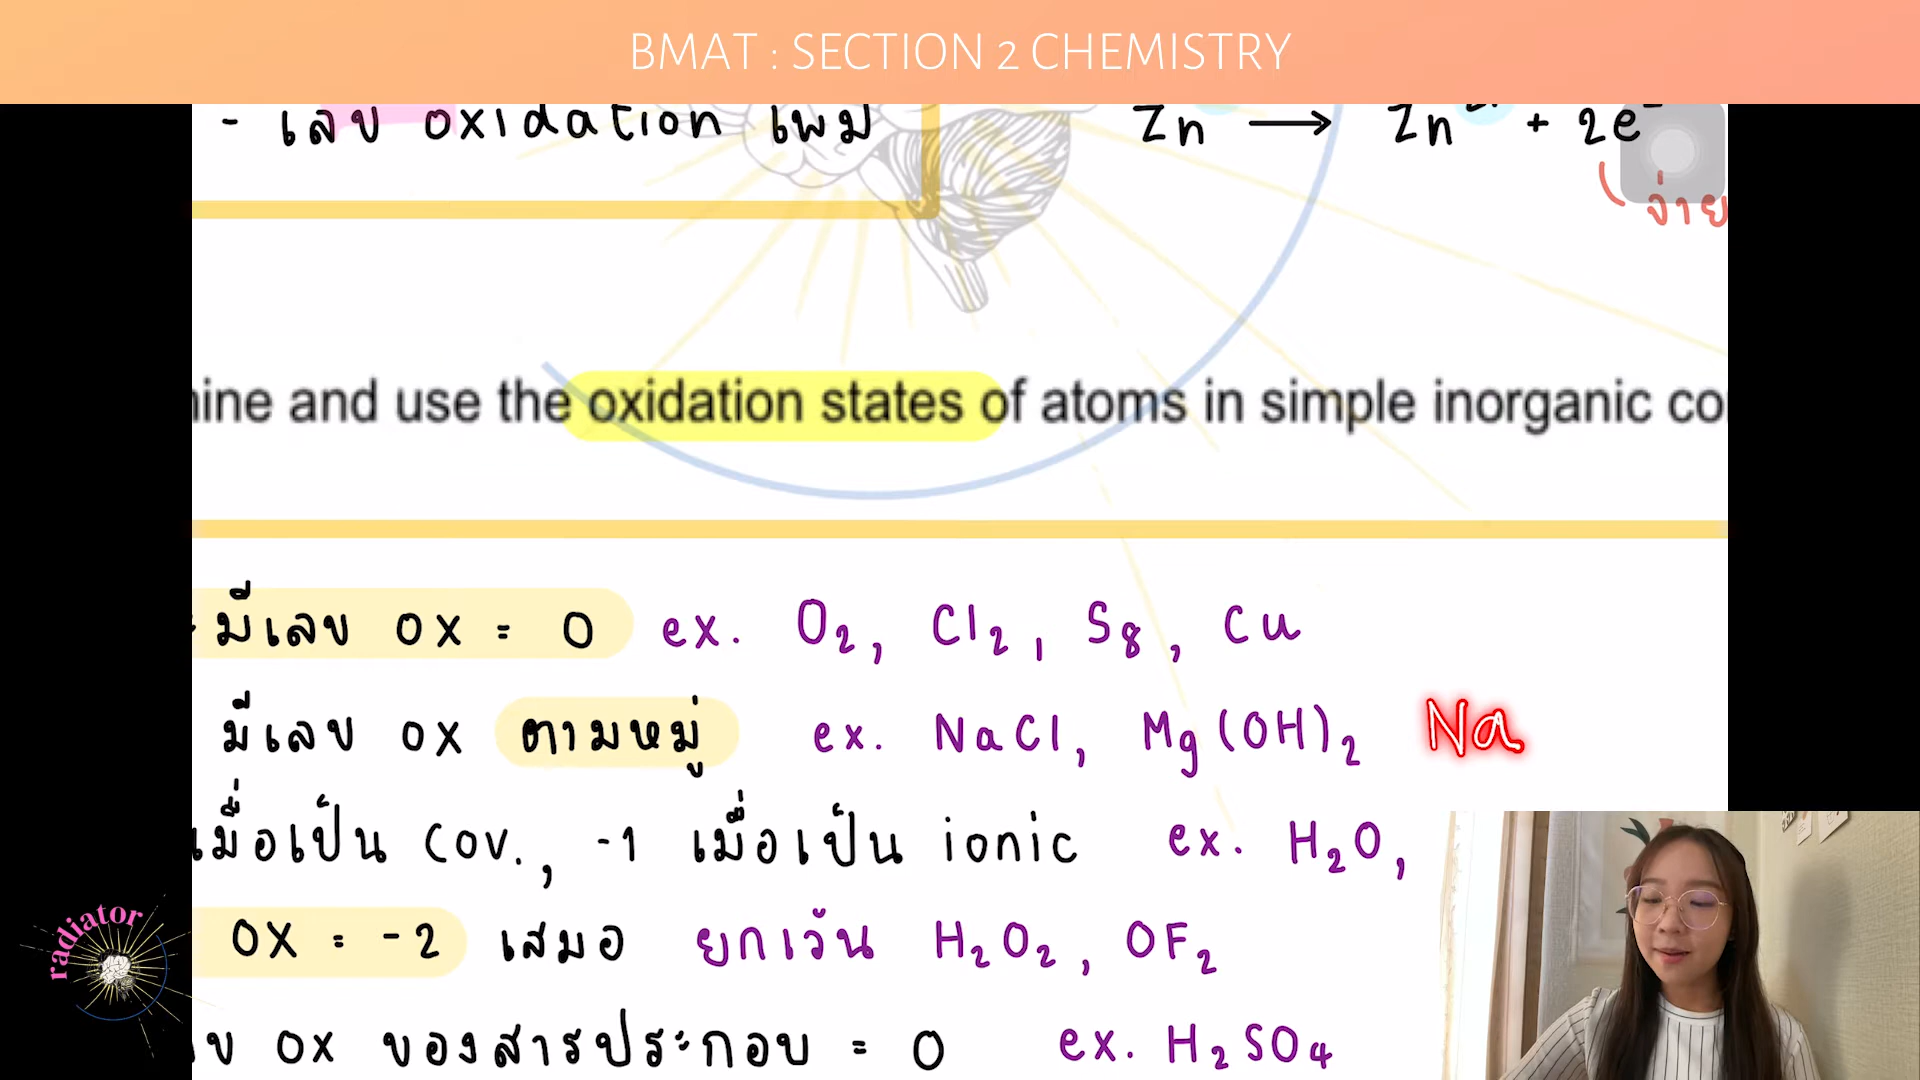 BMAT : SECTION 2 CHEMISTRY
- เลข oxidation เพิ่ม Zn → Zn + 2e⁻
จ่าย
and use the oxidation states of atoms in simple inorganic
มีเลข OX = 0 ex. O₂, Cl₂, S₈, Cu
มีเลข OX ตามหมู่ ex. NaCl, Mg(OH)₂ Na
เมื่อเป็น cov., -1 เมื่อเป็น ionic ex. H₂O,
OX = -2 เสมอ ยกเว้น H₂O₂, OF₂
OX ของสารประกอบ = 0 ex. H₂SO₄
radiator